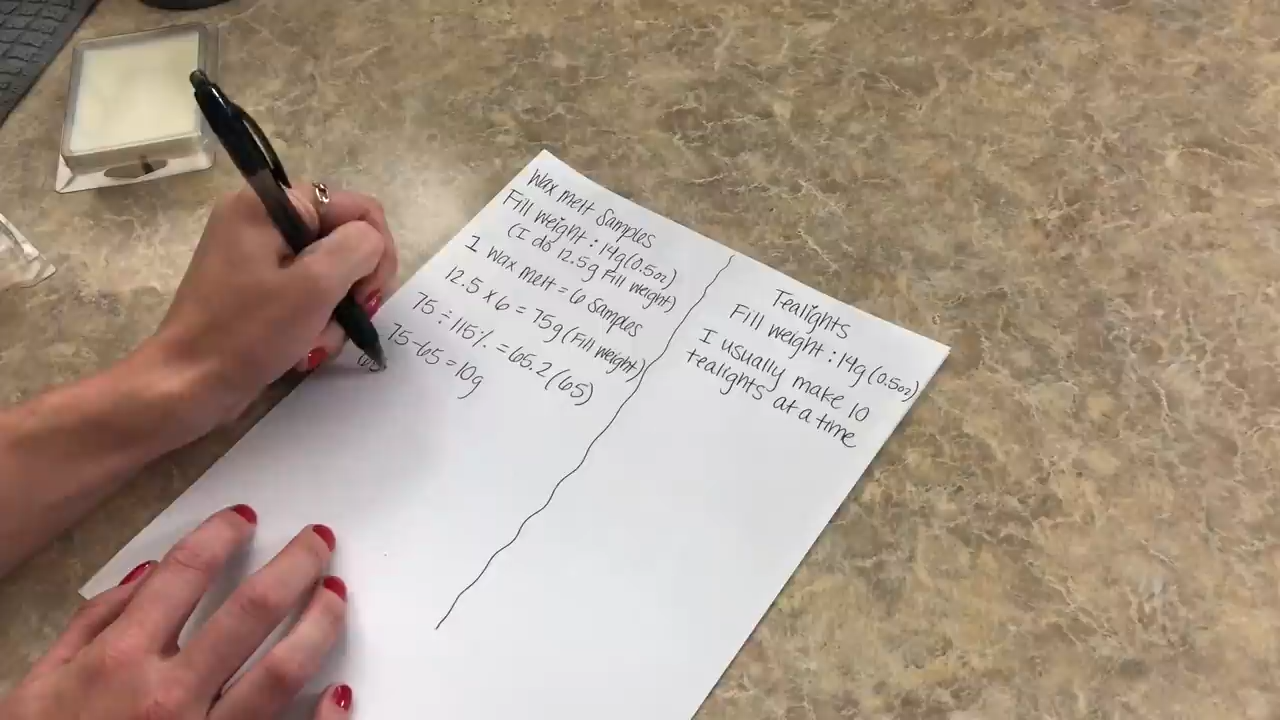 Wax melt Samples
Fill weight: 14g(0.5oz)
(I do 12.5g Fill weight)
1 wax melt = 6 Samples
12.5 x 6 = 75g (Fill weight)
75 ÷ 115% = 65.2 (65)
75-65 = 10g
Tealights
Fill weight: 14g (0.5oz)
I usually make 10
tealights at a time